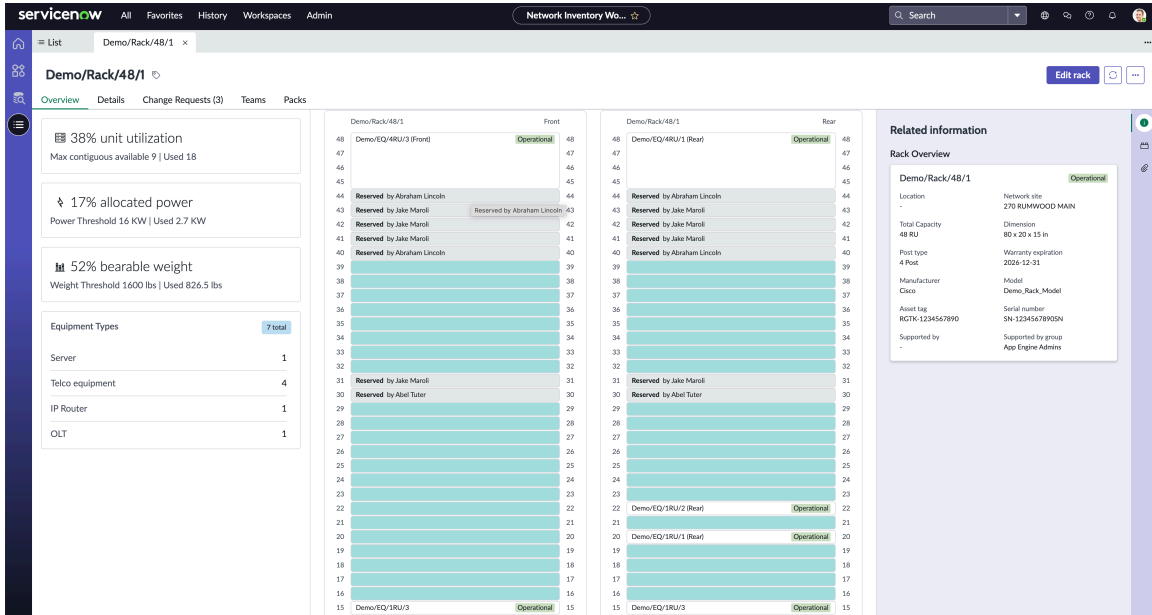 servicenow All Favorites History Workspaces Admin Network Inventory Wo... Search
List Demo/Rack/48/1
Demo/Rack/48/1 Edit rack
Overview Details Change Requests (3) Teams Packs
38% unit utilization
Max contiguous available 9 | Used 18
17% allocated power
Power Threshold 16 KW | Used 2.7 KW
52% bearable weight
Weight Threshold 1600 lbs | Used 826.5 lbs
Equipment Types 7 total
Server 1
Telco equipment 4
IP Router 1
OLT 1
Demo/Rack/48/1 Front
48 Demo/EQ/4RU/3 (Front) Operational 48
47 47
46 46
45 45
44 Reserved by Abraham Lincoln 44
43 Reserved by Jake Maroli Reserved by Abraham Lincoln 43
42 Reserved by Jake Maroli 42
41 Reserved by Jake Maroli 41
40 Reserved by Abraham Lincoln 40
39 39
38 38
37 37
36 36
35 35
34 34
33 33
32 32
31 Reserved by Jake Maroli 31
30 Reserved by Abel Tuter 30
29 29
28 28
27 27
26 26
25 25
24 24
23 23
22 22
21 21
20 20
19 19
18 18
17 17
16 16
15 Demo/EQ/1RU/3 Operational 15
Demo/Rack/48/1 Rear
48 Demo/EQ/4RU/1 (Rear) Operational 48
47 47
46 46
45 45
44 Reserved by Abraham Lincoln 44
43 Reserved by Jake Maroli 43
42 Reserved by Jake Maroli 42
41 Reserved by Jake Maroli 41
40 Reserved by Abraham Lincoln 40
39 39
38 38
37 37
36 36
35 35
34 34
33 33
32 32
31 Reserved by Jake Maroli 31
30 Reserved by Abel Tuter 30
29 29
28 28
27 27
26 26
25 25
24 24
23 23
22 Demo/EQ/1RU/2 (Rear) Operational 22
21 21
20 Demo/EQ/1RU/1 (Rear) Operational 20
19 19
18 18
17 17
16 16
15 Demo/EQ/1RU/3 Operational 15
Related information
Rack Overview
Demo/Rack/48/1 Operational
Location Network site
- 270 RUMWOOD MAIN
Total Capacity Dimension
48 RU 80 x 20 x 15 in
Post type Warranty expiration
4 Post 2026-12-31
Manufacturer Model
Cisco Demo_Rack_Model
Asset tag Serial number
RGTK-1234567890 SN-1234567890SN
Supported by Supported by group
- App Engine Admins